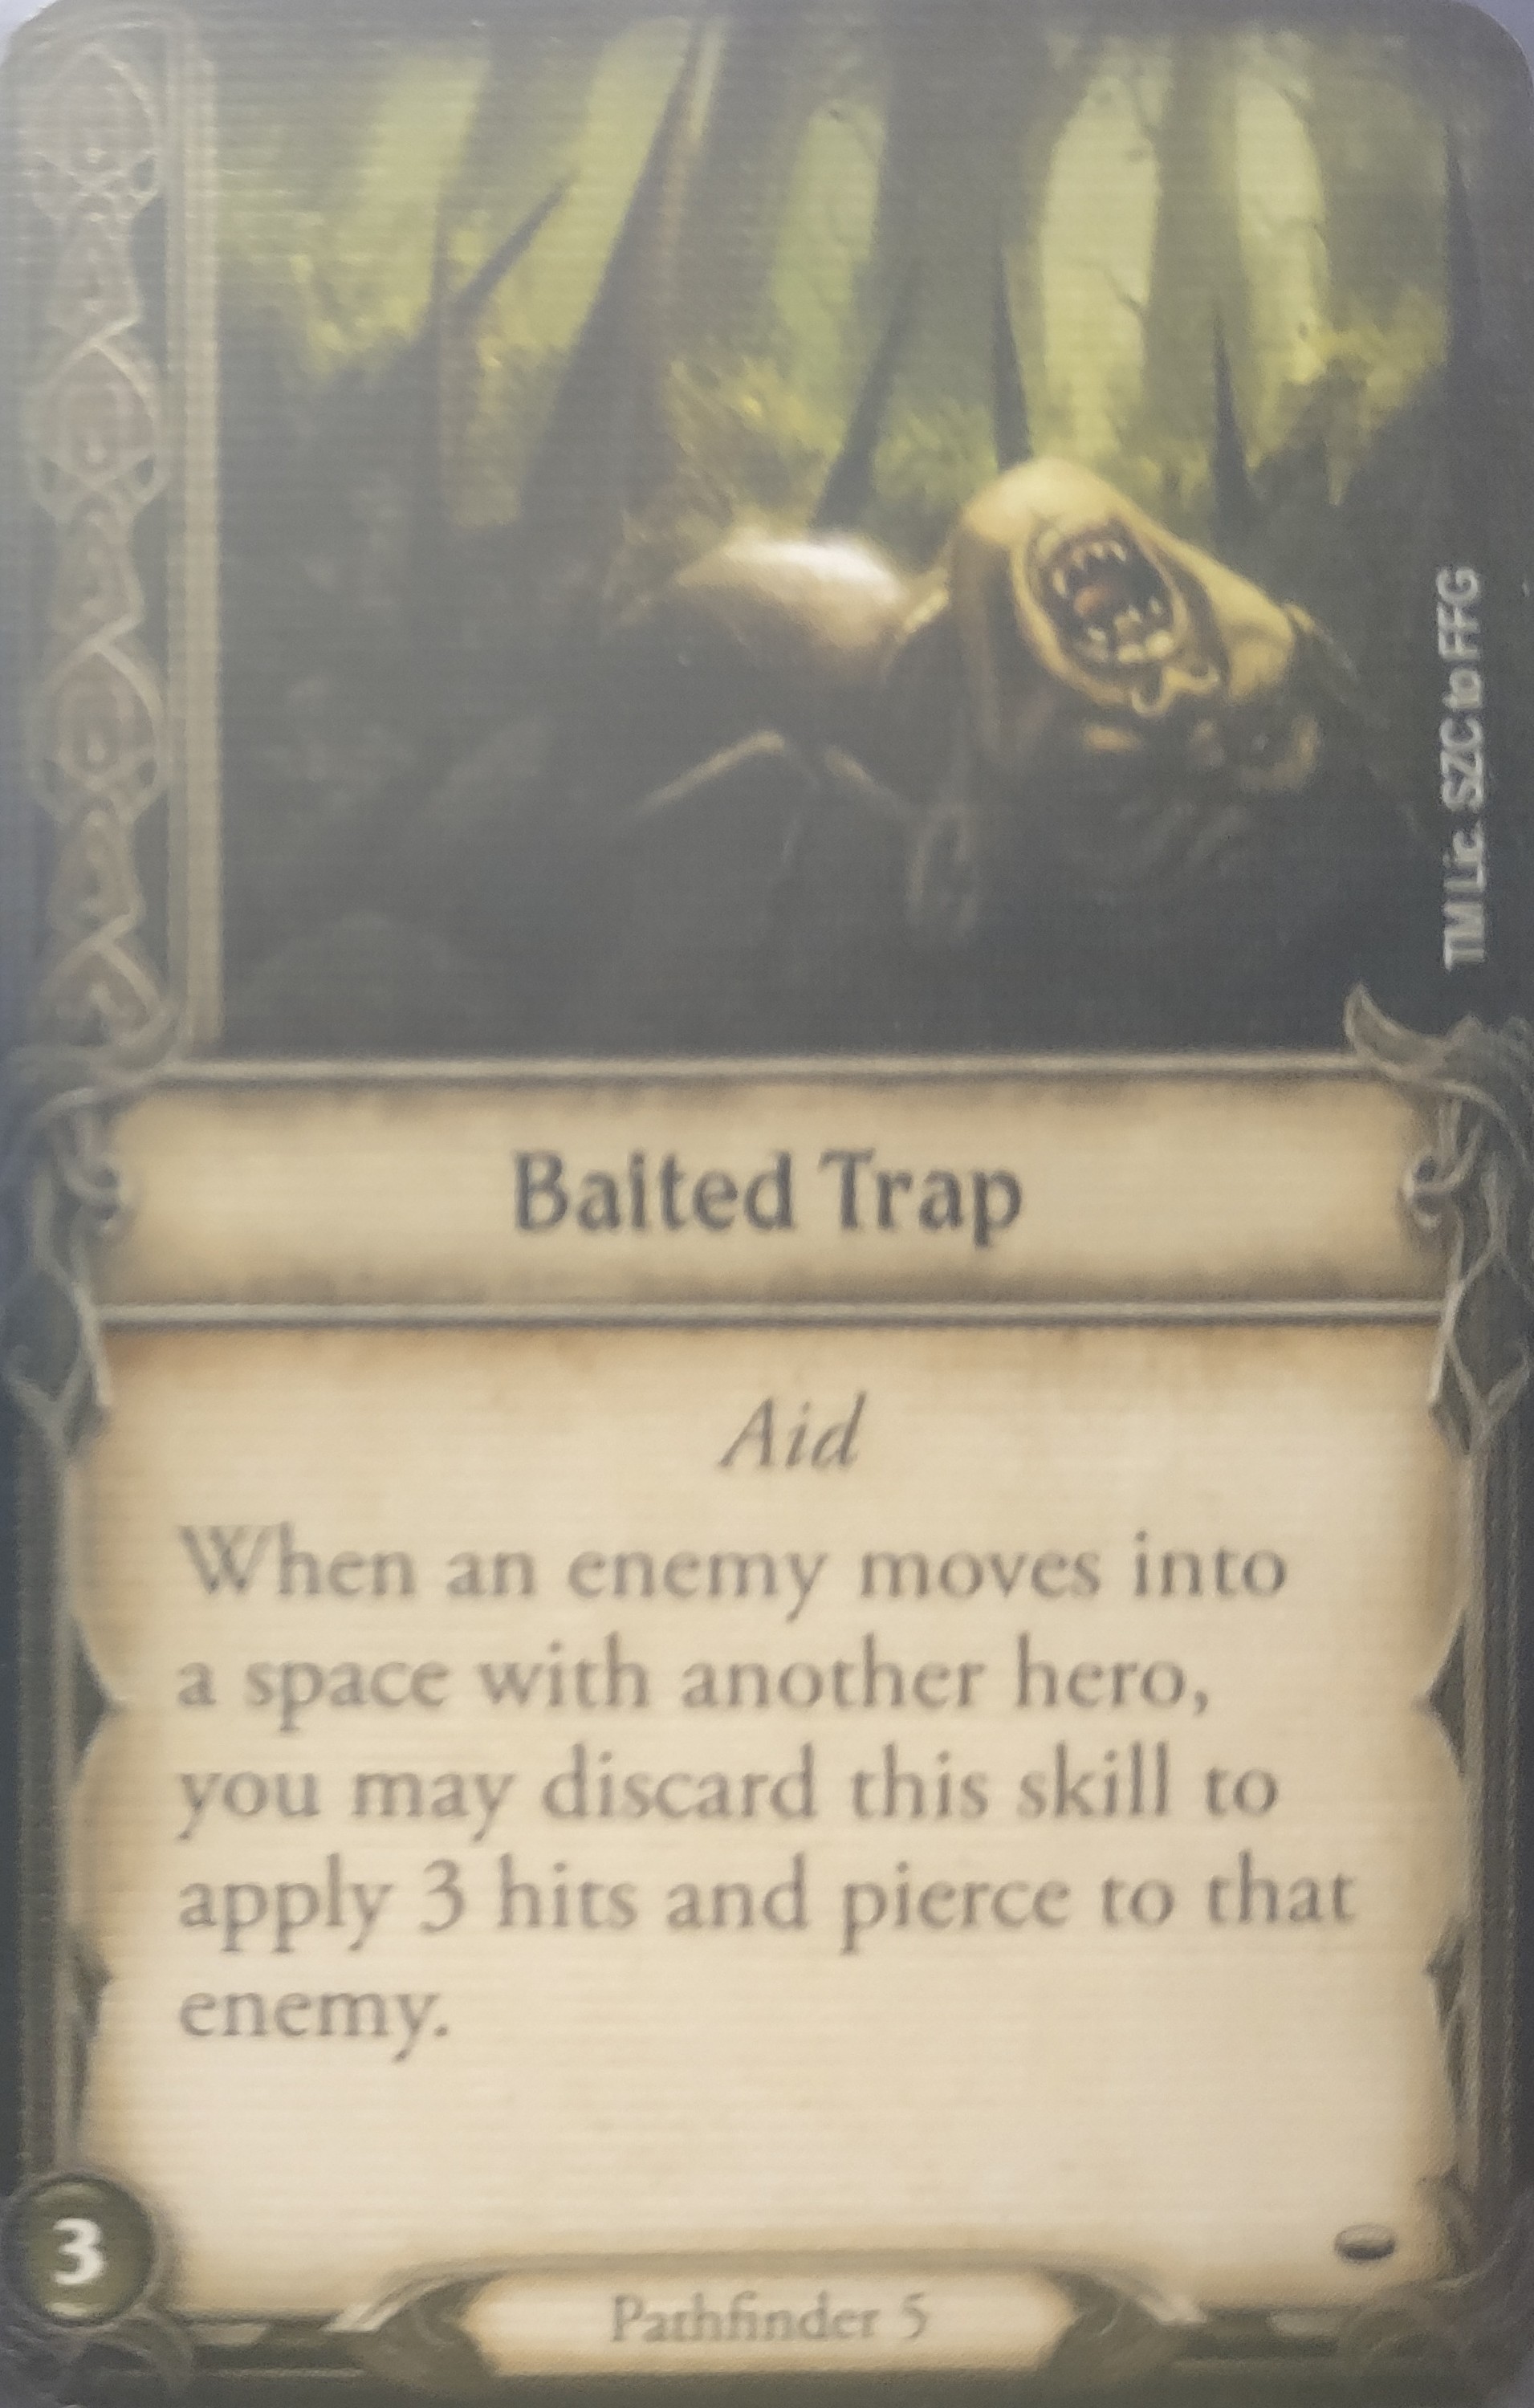 TM Lic. SZC to FFG
Baited Trap
Aid
When an enemy moves into
a space with another hero,
you may discard this skill to
apply 3 hits and pierce to that
enemy.
3
Pathfinder 5